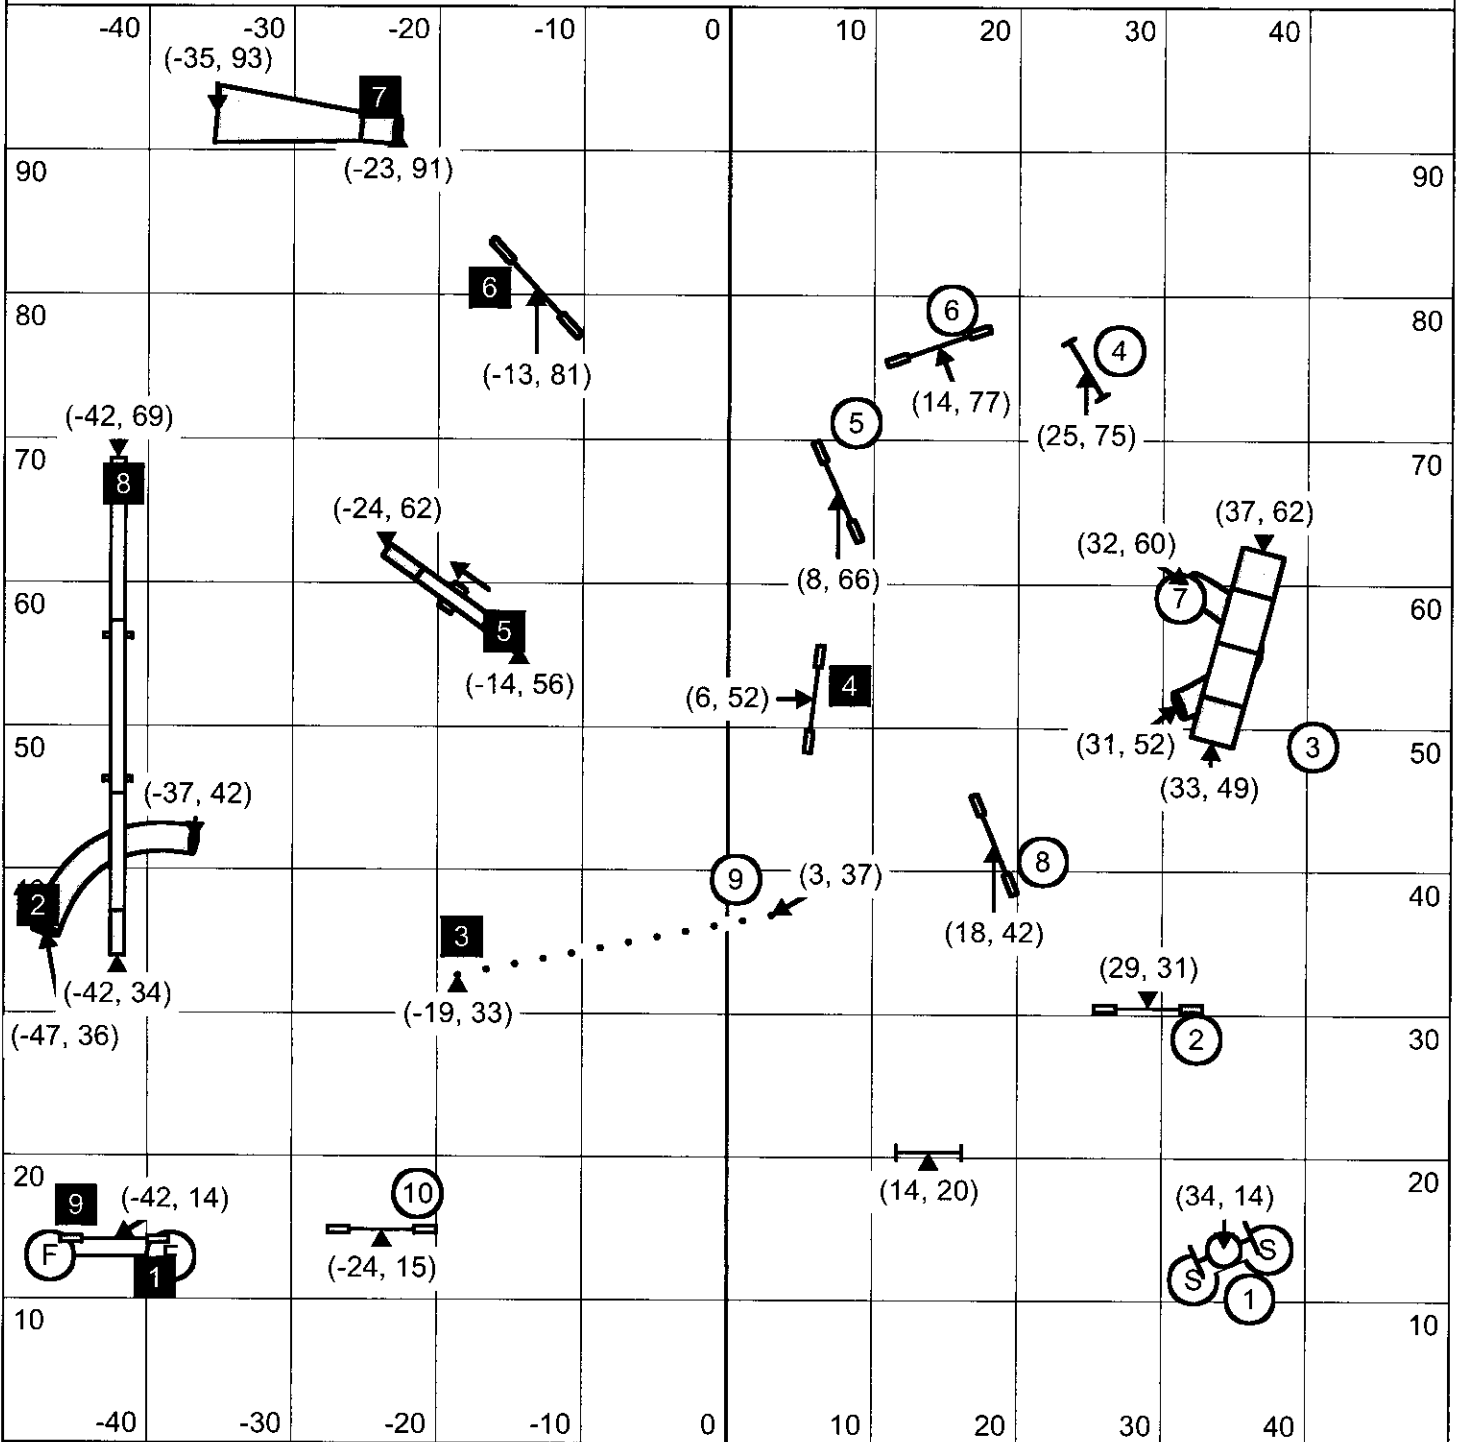 -40 -30 -20 -10 0 10 20 30 40
(-35, 93)
7
90 (-23, 91) 90
6
80 6 80
4
(-13, 81) (14, 77)
(-42, 69) 5 (25, 75)
70 70
8
(-24, 62) (37, 62)
(32, 60)
(8, 66)
60 7 60
5
(-14, 56) (6, 52) 4
50 (31, 52) 3 50
(-37, 42) (33, 49)
8
9 (3, 37)
2 40
3 (18, 42)
(-42, 34) (29, 31)
(-19, 33)
(-47, 36) 30
2
20 10 (14, 20) 20
9 (-42, 14) (34, 14)
F F (-24, 15) S S
1 1
10 10
-40 -30 -20 -10 0 10 20 30 40